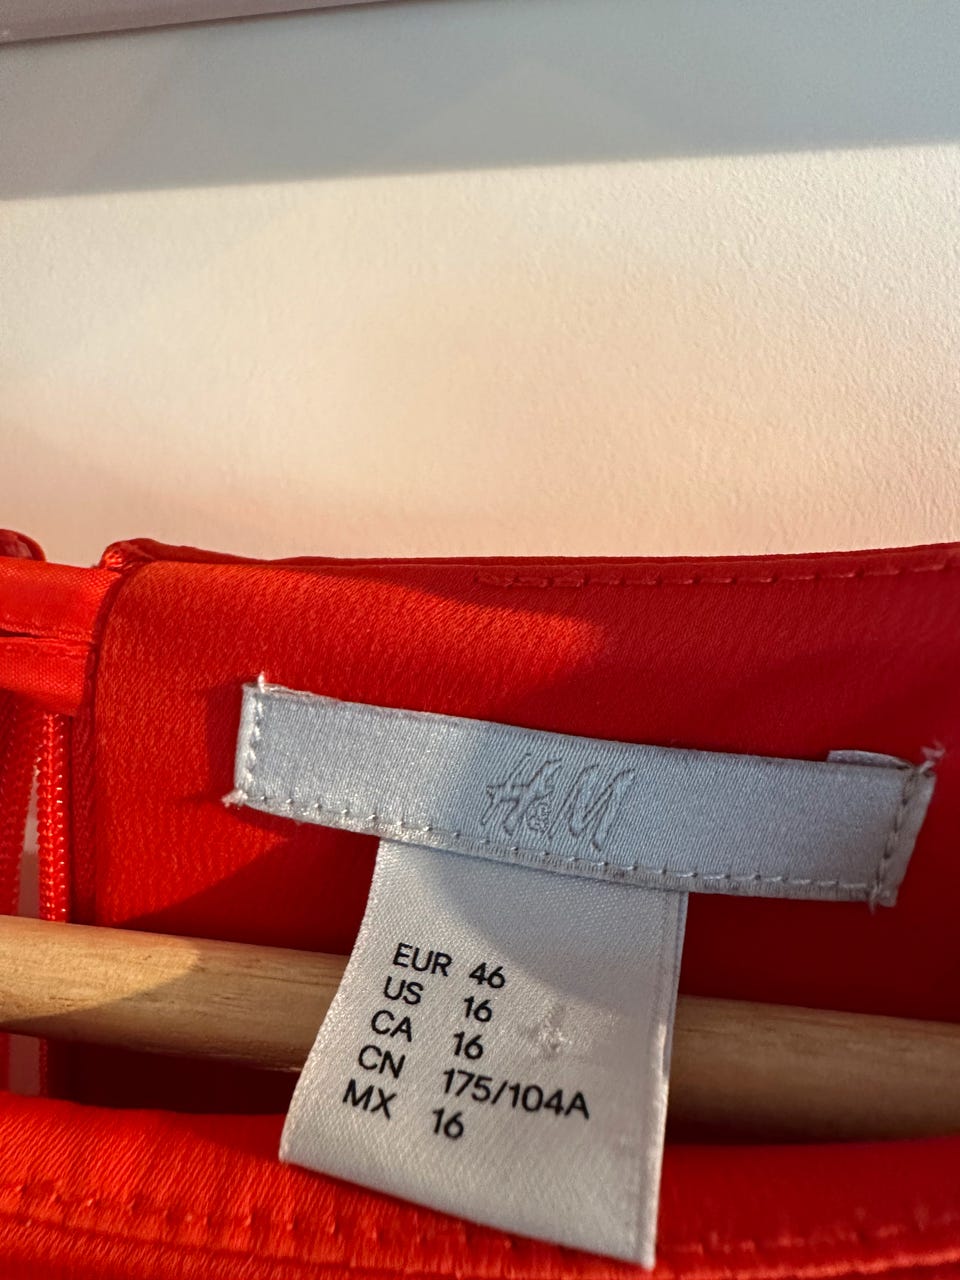 H&M
EUR 46
US 16
CA 16
CN 175/104A
MX 16